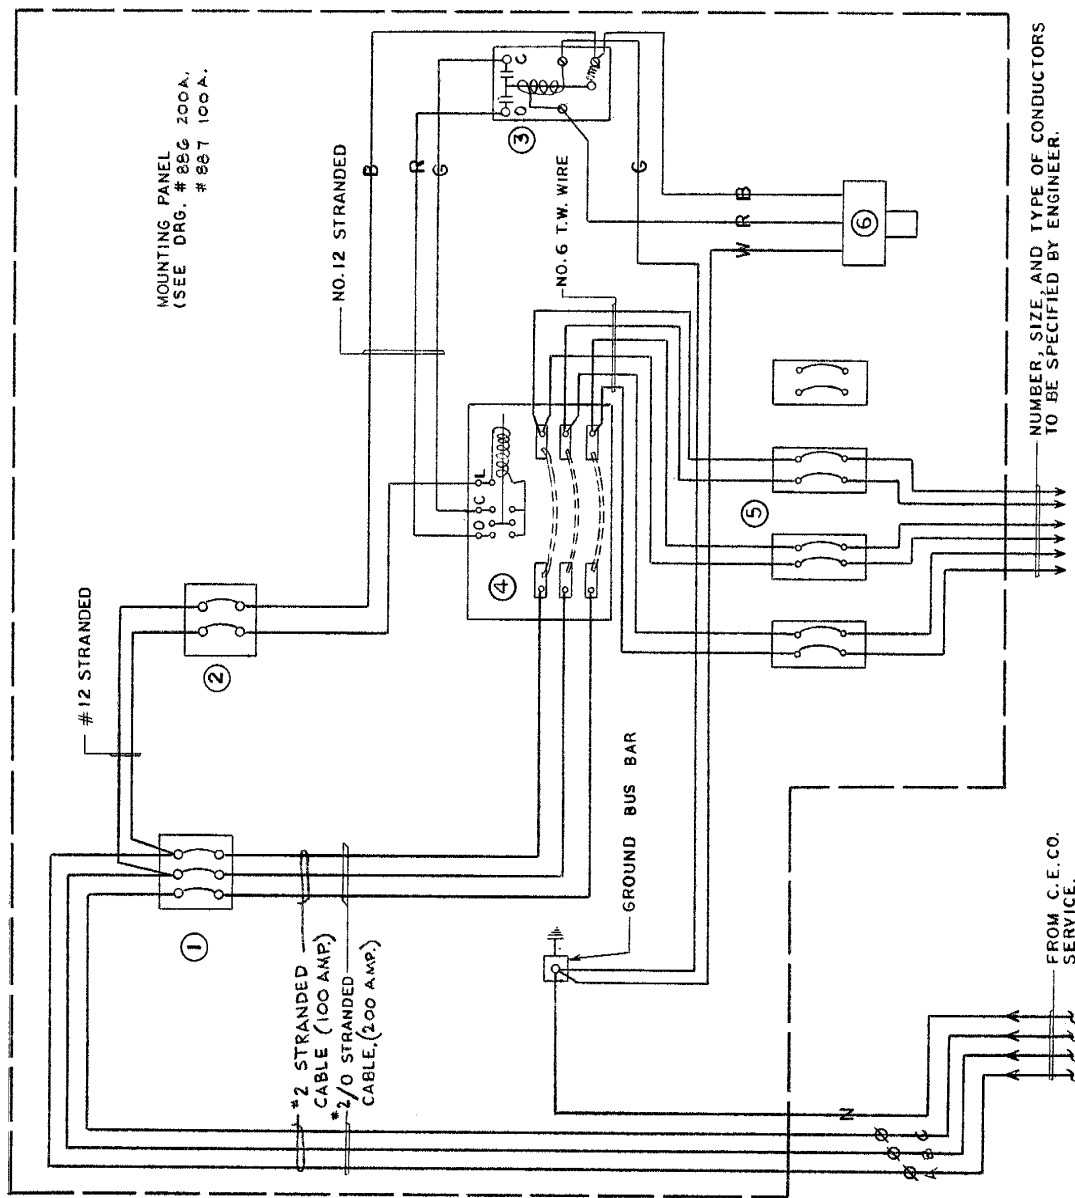 MOUNTING PANEL
(SEE DRG. #886 200A.
#887 100A.
NUMBER, SIZE, AND TYPE OF CONDUCTORS
TO BE SPECIFIED BY ENGINEER.
NO. 12 STRANDED
B
R
G
C
O
3
NO. 6 T.W. WIRE
G
B
R
W
6
#12 STRANDED
2
O
C
L
4
5
1
#2 STRANDED
CABLE (100 AMP.)
#2/0 STRANDED
CABLE, (200 AMP.)
GROUND BUS BAR
N
Ø Ø Ø
A B C
FROM C.E.CO.
SERVICE.